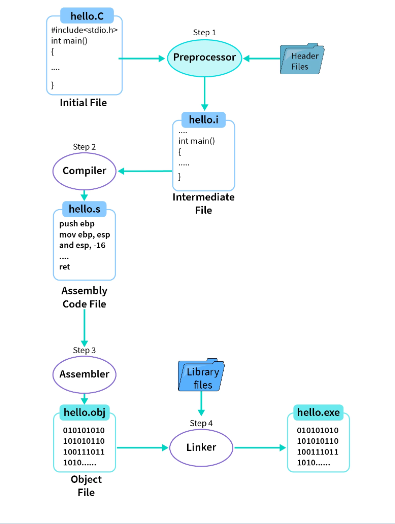 hello.C
#include<stdio.h>
int main()
{
....
}
Initial File
Step 1
Preprocessor
Header
Files
hello.i
....
int main()
{
.....
}
Intermediate
File
Step 2
Compiler
hello.s
push ebp
mov ebp, esp
and esp, -16
....
ret
Assembly
Code File
Step 3
Assembler
hello.obj
010101010
101010110
100111011
1010......
Object
File
Library
files
Step 4
Linker
hello.exe
010101010
101010110
100111011
1010......